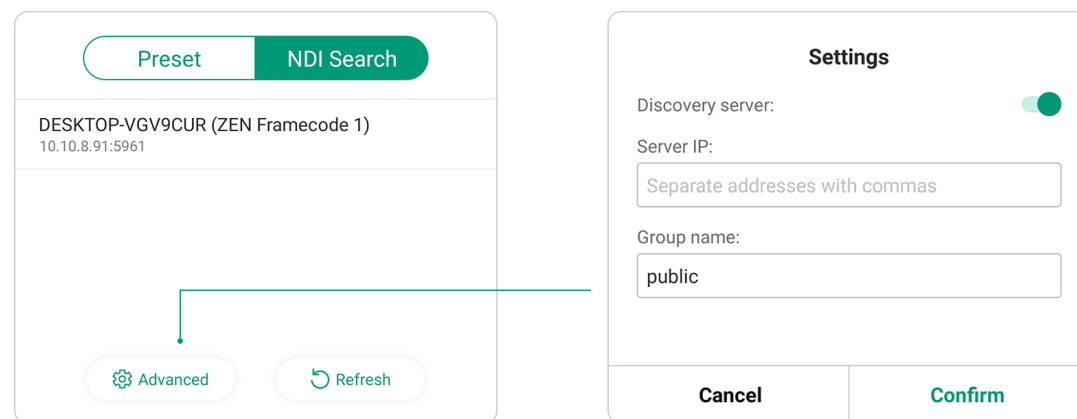 Preset
NDI Search
DESKTOP-VGV9CUR (ZEN Framecode 1)
10.10.8.91:5961
Advanced
Refresh
Settings
Discovery server:
Server IP:
Separate addresses with commas
Group name:
public
Cancel
Confirm